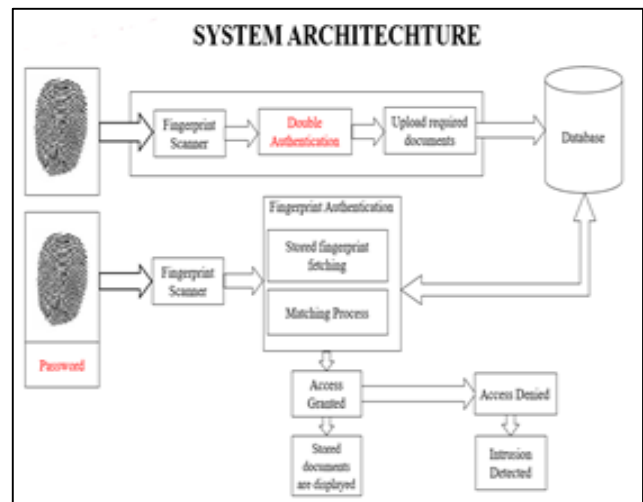 SYSTEM ARCHITECHTURE
Fingerprint
Scanner
Double
Authentication
Upload required
documents
Database
Fingerprint Authentication
Stored fingerprint
fetching
Matching Process
Fingerprint
Scanner
Password
Access
Granted
Access Denied
Stored
documents
are displayed
Intrusion
Detected